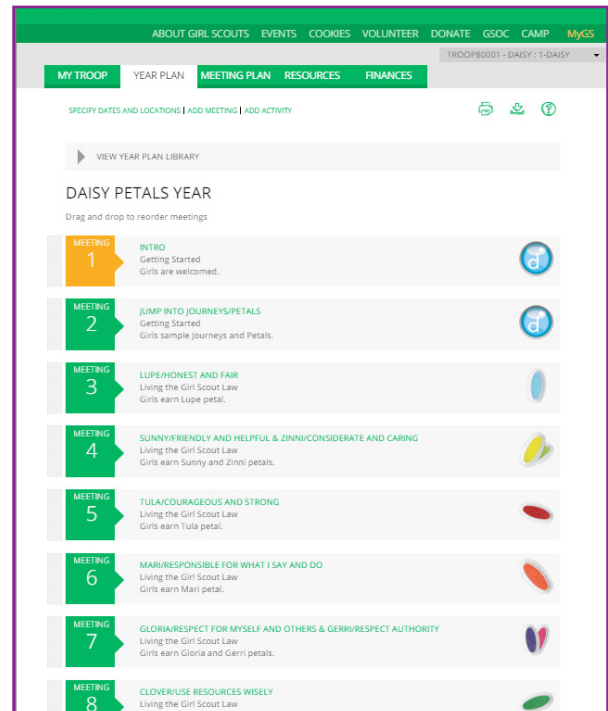 ABOUT GIRL SCOUTS EVENTS COOKIES VOLUNTEER DONATE GSOC CAMP MyGS
TROOP80001 - DAISY : 1-DAISY
MY TROOP YEAR PLAN MEETING PLAN RESOURCES FINANCES
SPECIFY DATES AND LOCATIONS | ADD MEETING | ADD ACTIVITY
VIEW YEAR PLAN LIBRARY
DAISY PETALS YEAR
Drag and drop to reorder meetings
MEETING
1
INTRO
Getting Started
Girls are welcomed.
d
MEETING
2
JUMP INTO JOURNEYS/PETALS
Getting Started
Girls sample Journeys and Petals.
d
MEETING
3
LUPE/HONEST AND FAIR
Living the Girl Scout Law
Girls earn Lupe petal.
MEETING
4
SUNNY/FRIENDLY AND HELPFUL & ZINNI/CONSIDERATE AND CARING
Living the Girl Scout Law
Girls earn Sunny and Zinni petals.
MEETING
5
TULA/COURAGEOUS AND STRONG
Living the Girl Scout Law
Girls earn Tula petal.
MEETING
6
MARI/RESPONSIBLE FOR WHAT I SAY AND DO
Living the Girl Scout Law
Girls earn Mari petal.
MEETING
7
GLORIA/RESPECT FOR MYSELF AND OTHERS & GERRI/RESPECT AUTHORITY
Living the Girl Scout Law
Girls earn Gloria and Gerri petals.
MEETING
8
CLOVER/USE RESOURCES WISELY
Living the Girl Scout Law